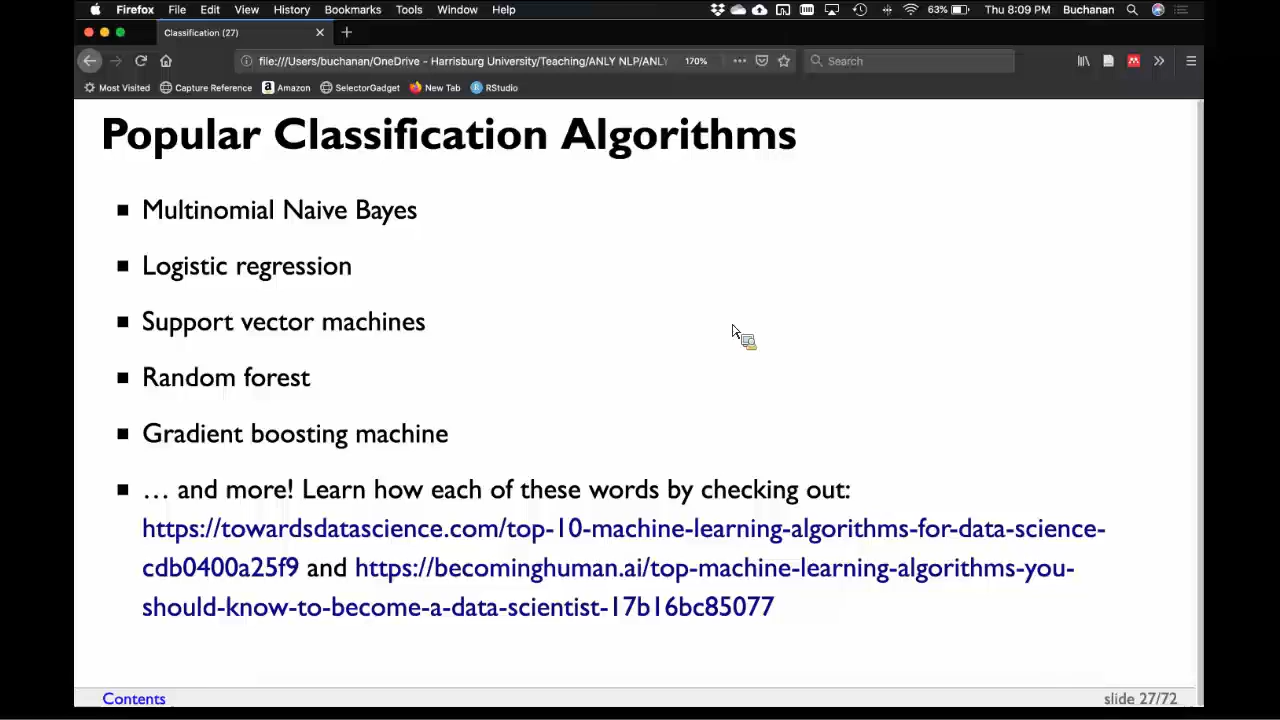 Firefox File Edit View History Bookmarks Tools Window Help 63% Thu 8:09 PM Buchanan
Classification (27)
file:///Users/buchanan/OneDrive - Harrisburg University/Teaching/ANLY NLP/ANLY 170% Search
Most Visited Capture Reference Amazon SelectorGadget New Tab RStudio
Popular Classification Algorithms
Multinomial Naive Bayes
Logistic regression
Support vector machines
Random forest
Gradient boosting machine
… and more! Learn how each of these words by checking out:
https://towardsdatascience.com/top-10-machine-learning-algorithms-for-data-science-
cdb0400a25f9 and https://becominghuman.ai/top-machine-learning-algorithms-you-
should-know-to-become-a-data-scientist-17b16bc85077
Contents slide 27/72